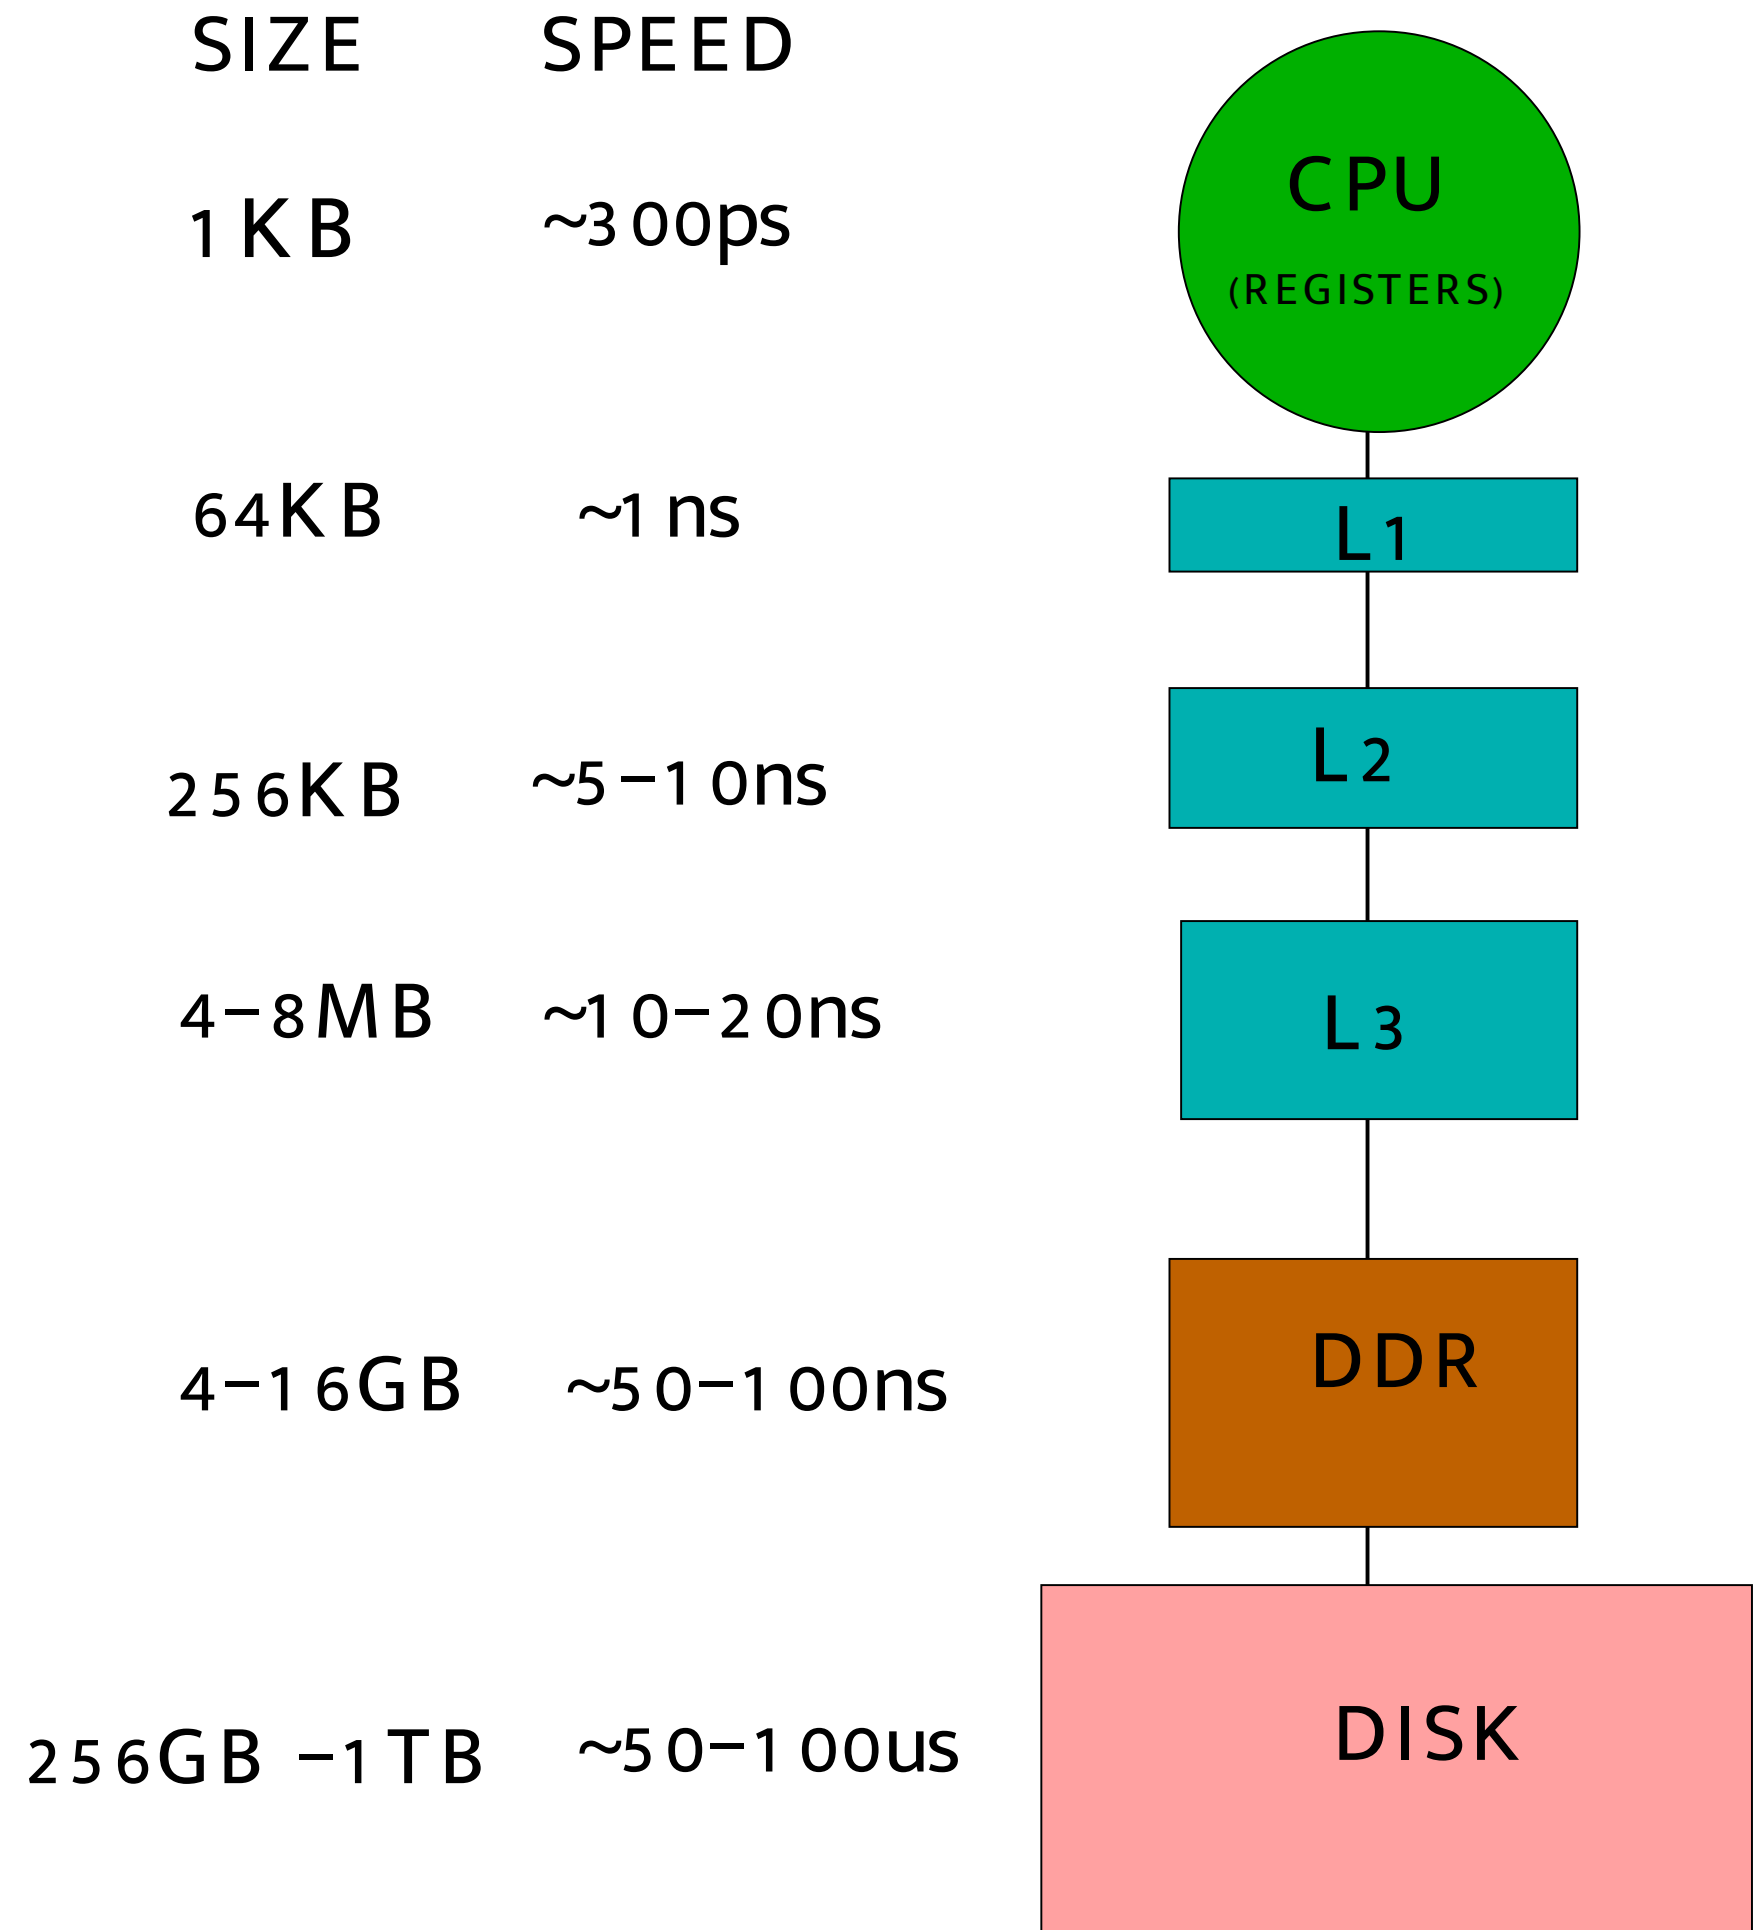 SIZE SPEED
CPU
(REGISTERS)
1KB ~300ps
64KB ~1ns L1
256KB ~5-10ns L2
4-8MB ~10-20ns L3
4-16GB ~50-100ns DDR
256GB -1TB ~50-100us DISK